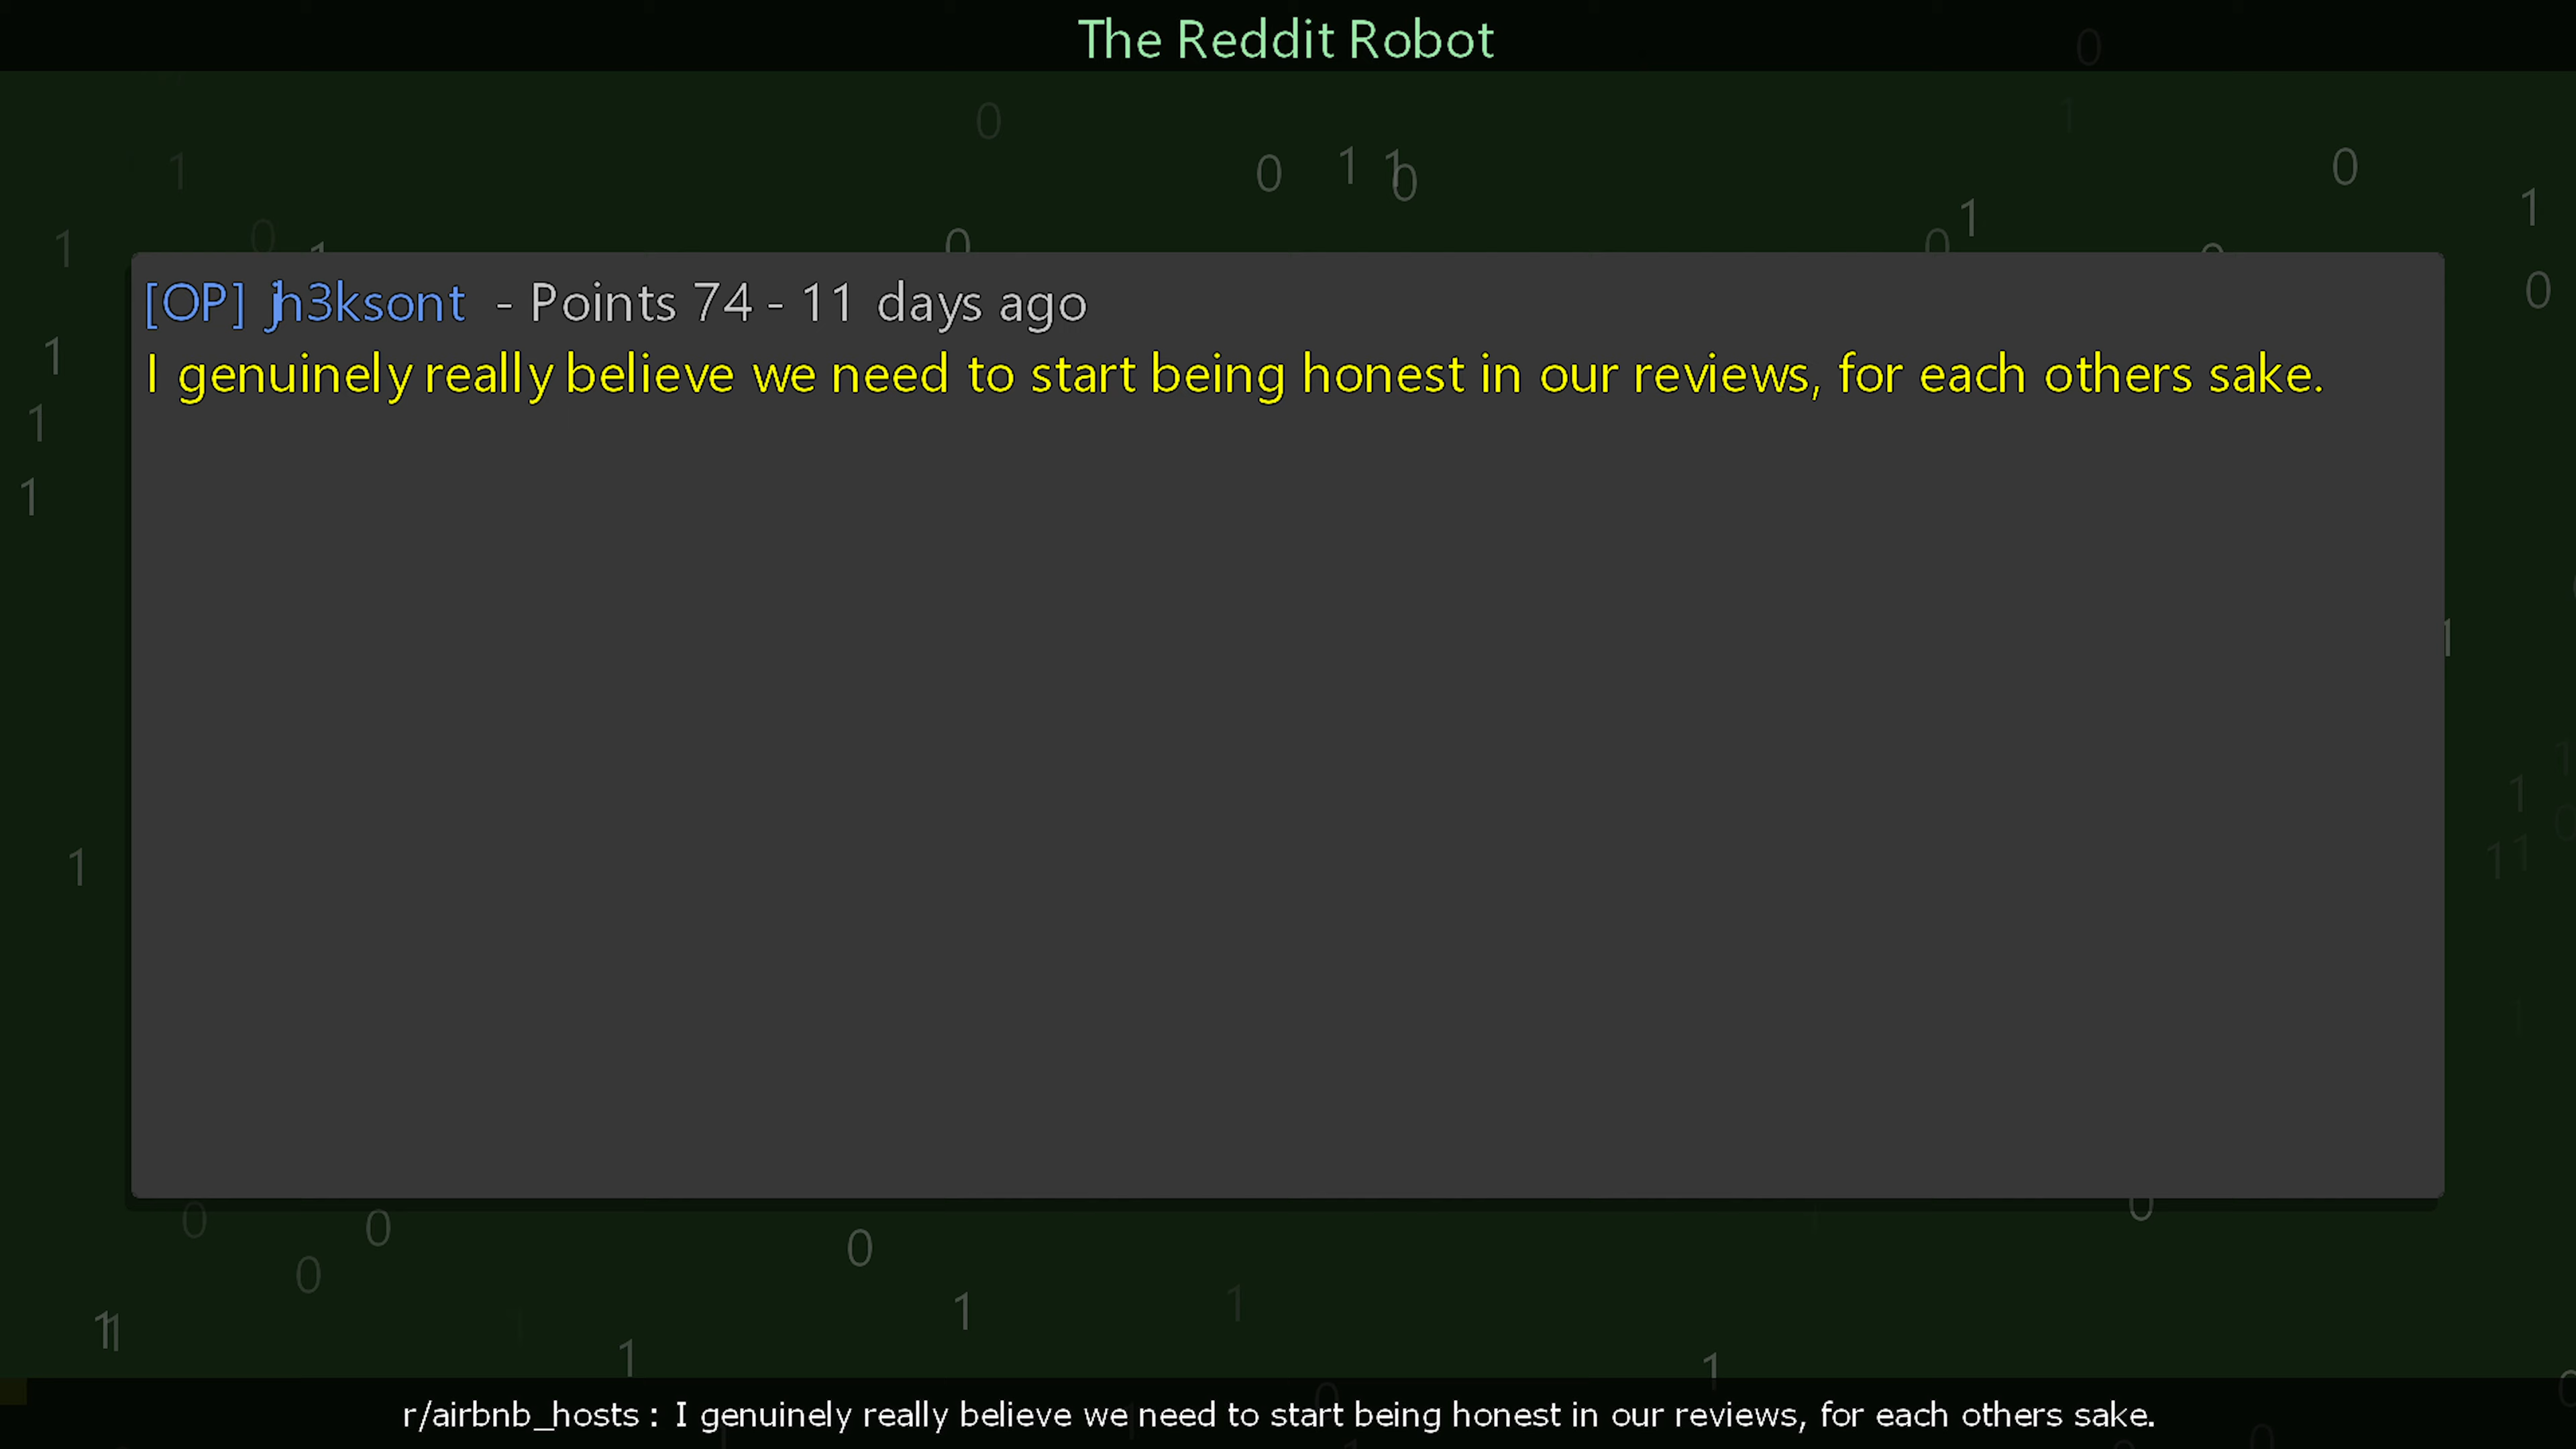 The Reddit Robot
[OP] jh3ksont - Points 74 - 11 days ago
I genuinely really believe we need to start being honest in our reviews, for each others sake.
r/airbnb_hosts : I genuinely really believe we need to start being honest in our reviews, for each others sake.